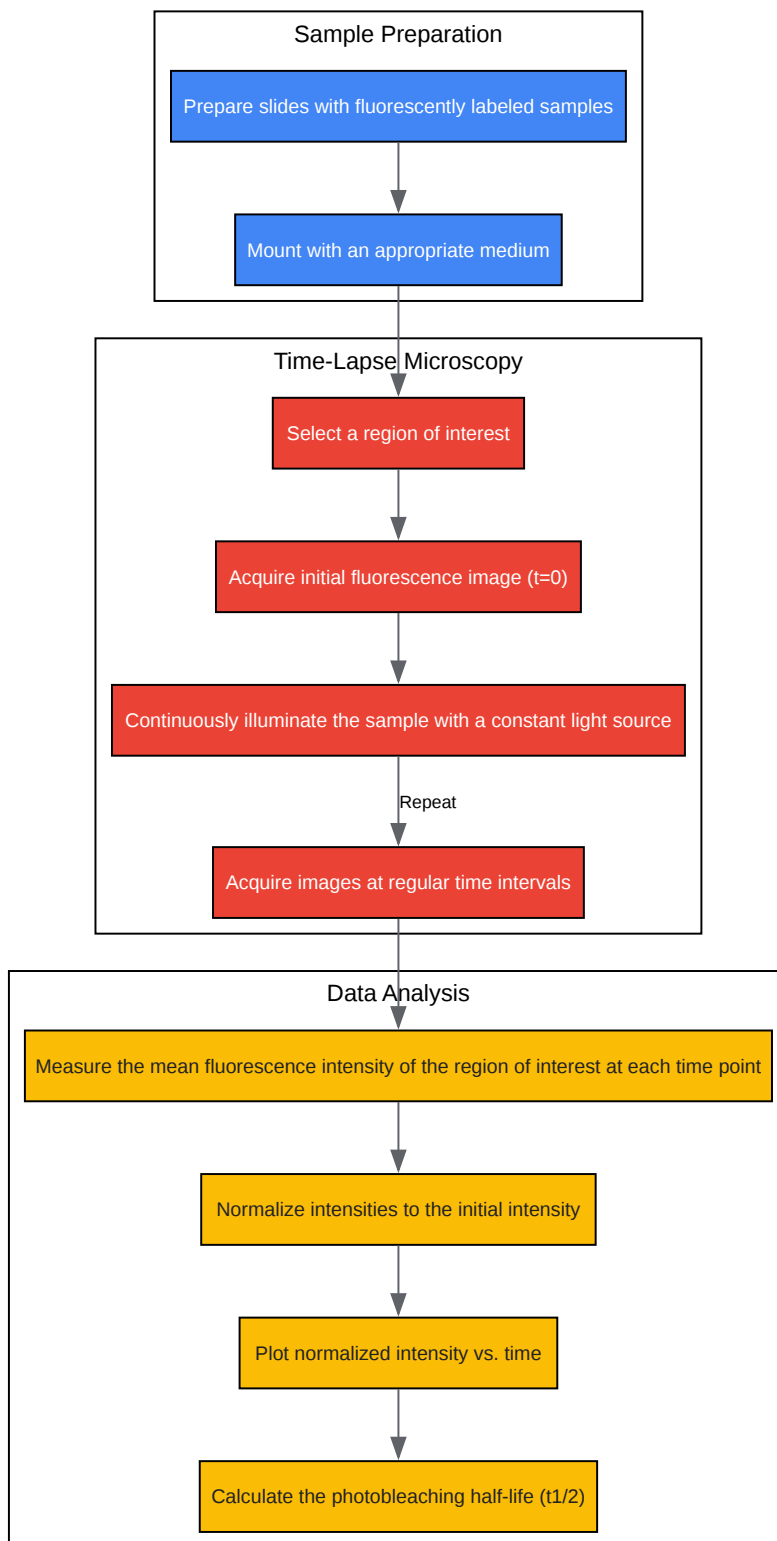 Sample Preparation
Prepare slides with fluorescently labeled samples
Mount with an appropriate medium
Time-Lapse Microscopy
Select a region of interest
Acquire initial fluorescence image (t=0)
Continuously illuminate the sample with a constant light source
Repeat
Acquire images at regular time intervals
Data Analysis
Measure the mean fluorescence intensity of the region of interest at each time point
Normalize intensities to the initial intensity
Plot normalized intensity vs. time
Calculate the photobleaching half-life (t1/2)